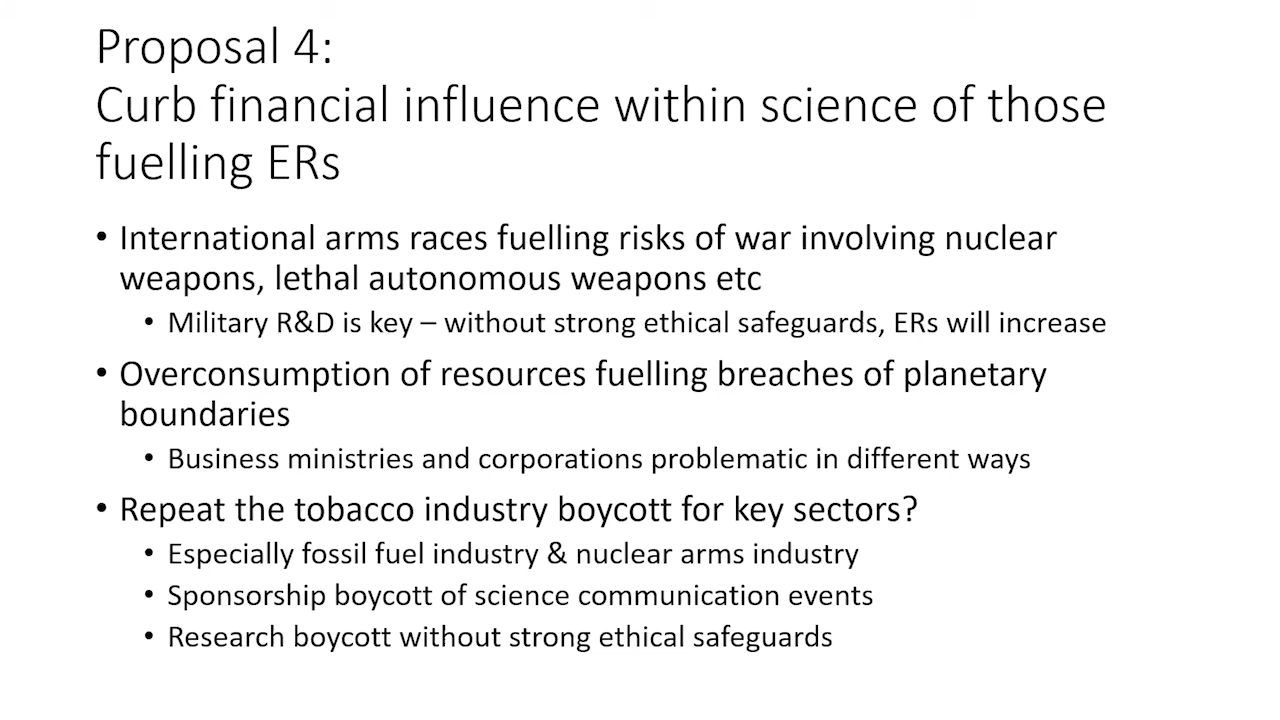 Proposal 4:
Curb financial influence within science of those
fuelling ERs
• International arms races fuelling risks of war involving nuclear
weapons, lethal autonomous weapons etc
• Military R&D is key – without strong ethical safeguards, ERs will increase
• Overconsumption of resources fuelling breaches of planetary
boundaries
• Business ministries and corporations problematic in different ways
• Repeat the tobacco industry boycott for key sectors?
• Especially fossil fuel industry & nuclear arms industry
• Sponsorship boycott of science communication events
• Research boycott without strong ethical safeguards